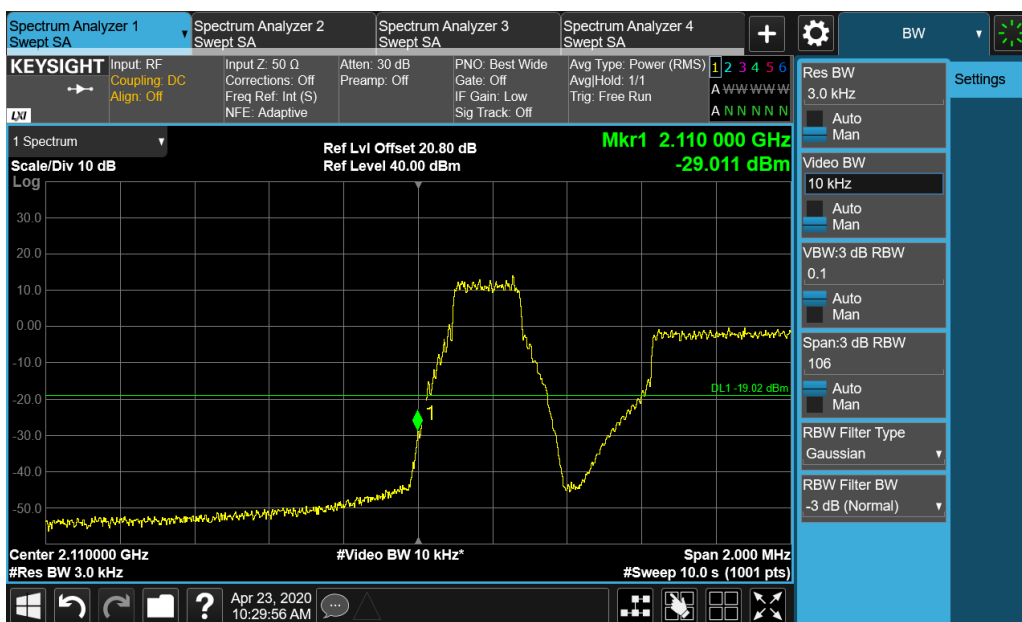 Spectrum Analyzer 1
Swept SA
Spectrum Analyzer 2
Swept SA
Spectrum Analyzer 3
Swept SA
Spectrum Analyzer 4
Swept SA
+
BW
KEYSIGHT
LXI
Input: RF
Coupling: DC
Align: Off
Input Z: 50 Ω
Corrections: Off
Freq Ref: Int (S)
NFE: Adaptive
Atten: 30 dB
Preamp: Off
PNO: Best Wide
Gate: Off
IF Gain: Low
Sig Track: Off
Avg Type: Power (RMS)
Avg|Hold: 1/1
Trig: Free Run
1 2 3 4 5 6
A W W W W W
A N N N N N
1 Spectrum
Scale/Div 10 dB
Ref Lvl Offset 20.80 dB
Ref Level 40.00 dBm
Mkr1 2.110 000 GHz
-29.011 dBm
Log
30.0
20.0
10.0
0.00
-10.0
-20.0
-30.0
-40.0
-50.0
DL1 -19.02 dBm
1
Center 2.110000 GHz
#Res BW 3.0 kHz
#Video BW 10 kHz*
Span 2.000 MHz
#Sweep 10.0 s (1001 pts)
?
Apr 23, 2020
10:29:56 AM
Res BW
3.0 kHz
Auto
Man
Video BW
10 kHz
Auto
Man
VBW:3 dB RBW
0.1
Auto
Man
Span:3 dB RBW
106
Auto
Man
RBW Filter Type
Gaussian
RBW Filter BW
-3 dB (Normal)
Settings